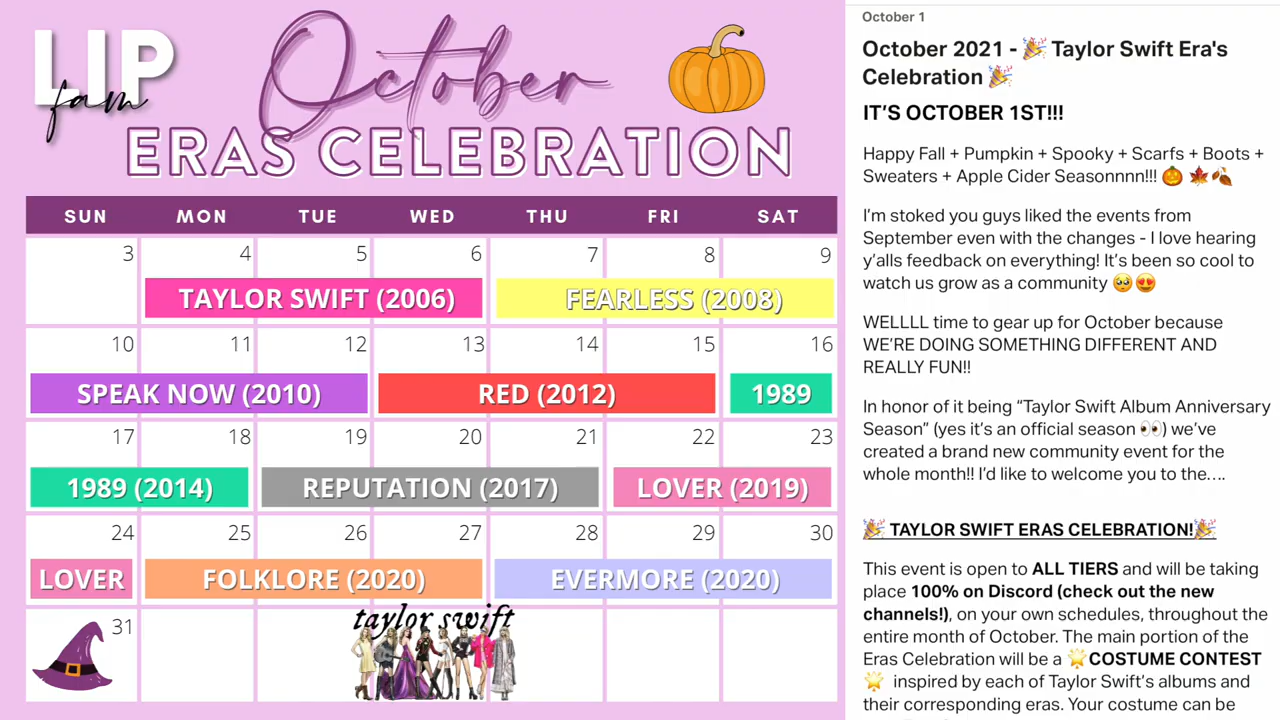 LIP
fam
October
ERAS CELEBRATION
SUN MON TUE WED THU FRI SAT
3 4 5 6 7 8 9
TAYLOR SWIFT (2006) FEARLESS (2008)
10 11 12 13 14 15 16
SPEAK NOW (2010) RED (2012) 1989
17 18 19 20 21 22 23
1989 (2014) REPUTATION (2017) LOVER (2019)
24 25 26 27 28 29 30
LOVER FOLKLORE (2020) EVERMORE (2020)
31
taylor swift
October 1
October 2021 - 🎉 Taylor Swift Era's
Celebration 🎉
IT'S OCTOBER 1ST!!!
Happy Fall + Pumpkin + Spooky + Scarfs + Boots +
Sweaters + Apple Cider Seasonnnn!!! 🎃 🍁🍂
I'm stoked you guys liked the events from
September even with the changes - I love hearing
y'alls feedback on everything! It's been so cool to
watch us grow as a community 🥺😍
WELLLL time to gear up for October because
WE'RE DOING SOMETHING DIFFERENT AND
REALLY FUN!!
In honor of it being “Taylor Swift Album Anniversary
Season” (yes it's an official season 👀) we've
created a brand new community event for the
whole month!! I'd like to welcome you to the....
🎉 TAYLOR SWIFT ERAS CELEBRATION!🎉
This event is open to ALL TIERS and will be taking
place 100% on Discord (check out the new
channels!), on your own schedules, throughout the
entire month of October. The main portion of the
Eras Celebration will be a 🌟COSTUME CONTEST
🌟 inspired by each of Taylor Swift's albums and
their corresponding eras. Your costume can be